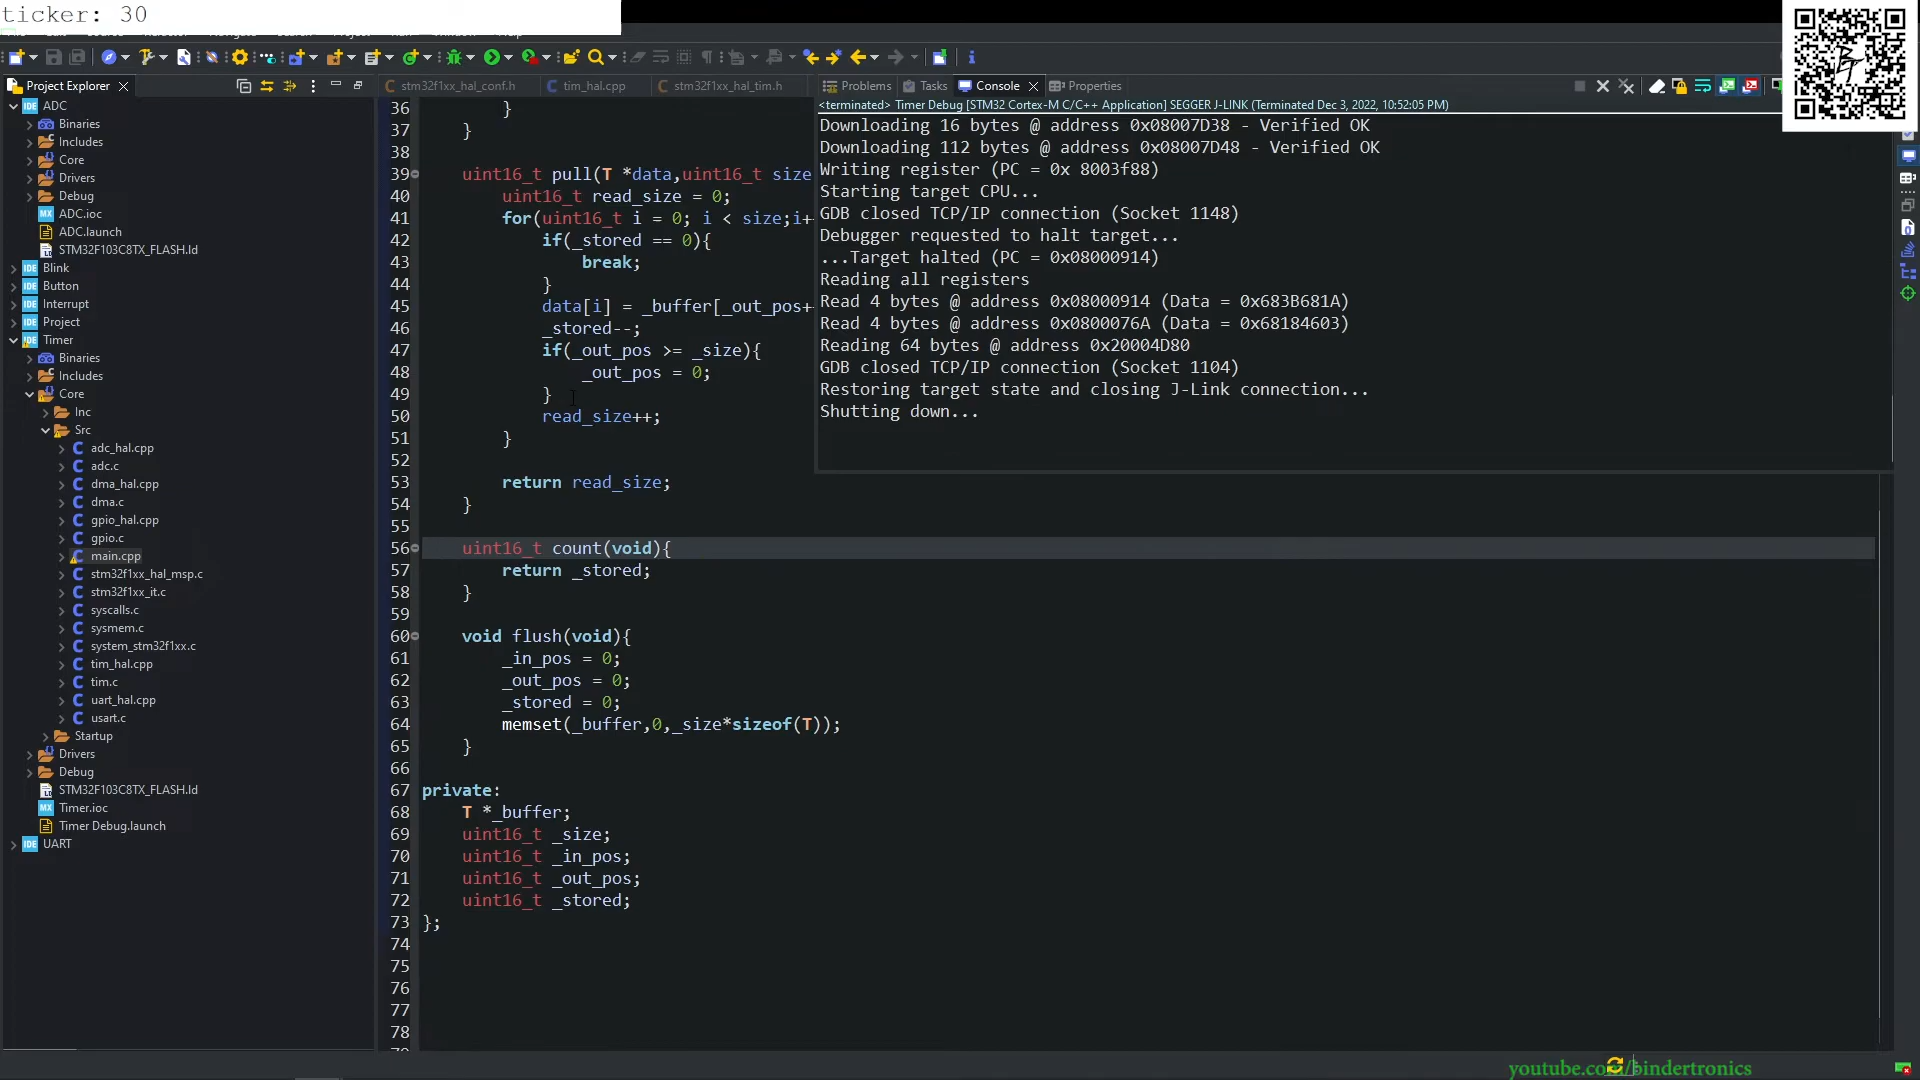 ticker: 30
Project Explorer
ADC
Binaries
Includes
Core
Drivers
Debug
ADC.ioc
ADC.launch
STM32F103C8TX_FLASH.ld
Blink
Button
Interrupt
Project
Timer
Binaries
Includes
Core
Inc
Src
adc_hal.cpp
adc.c
dma_hal.cpp
dma.c
gpio_hal.cpp
gpio.c
main.cpp
stm32f1xx_hal_msp.c
stm32f1xx_it.c
syscalls.c
sysmem.c
system_stm32f1xx.c
tim_hal.cpp
tim.c
uart_hal.cpp
usart.c
Startup
Drivers
Debug
STM32F103C8TX_FLASH.ld
Timer.ioc
Timer Debug.launch
UART
stm32f1xx_hal_conf.h
tim_hal.cpp
stm32f1xx_hal_tim.h
36 }
37 }
38
39 uint16_t pull(T *data,uint16_t size
40 uint16_t read_size = 0;
41 for(uint16_t i = 0; i < size;i+
42 if(_stored == 0){
43 break;
44 }
45 data[i] = _buffer[_out_pos+
46 _stored--;
47 if(_out_pos >= _size){
48 _out_pos = 0;
49 }
50 read_size++;
51 }
52
53 return read_size;
54 }
55
56 uint16_t count(void){
57 return _stored;
58 }
59
60 void flush(void){
61 _in_pos = 0;
62 _out_pos = 0;
63 _stored = 0;
64 memset(_buffer,0,_size*sizeof(T));
65 }
66
67 private:
68 T *_buffer;
69 uint16_t _size;
70 uint16_t _in_pos;
71 uint16_t _out_pos;
72 uint16_t _stored;
73 };
74
75
76
77
78
Problems
Tasks
Console
Properties
<terminated> Timer Debug [STM32 Cortex-M C/C++ Application] SEGGER J-LINK (Terminated Dec 3, 2022, 10:52:05 PM)
Downloading 16 bytes @ address 0x08007D38 - Verified OK
Downloading 112 bytes @ address 0x08007D48 - Verified OK
Writing register (PC = 0x 8003f88)
Starting target CPU...
GDB closed TCP/IP connection (Socket 1148)
Debugger requested to halt target...
...Target halted (PC = 0x08000914)
Reading all registers
Read 4 bytes @ address 0x08000914 (Data = 0x683B681A)
Read 4 bytes @ address 0x0800076A (Data = 0x68184603)
Reading 64 bytes @ address 0x20004D80
GDB closed TCP/IP connection (Socket 1104)
Restoring target state and closing J-Link connection...
Shutting down...
youtube.com/bindertronics